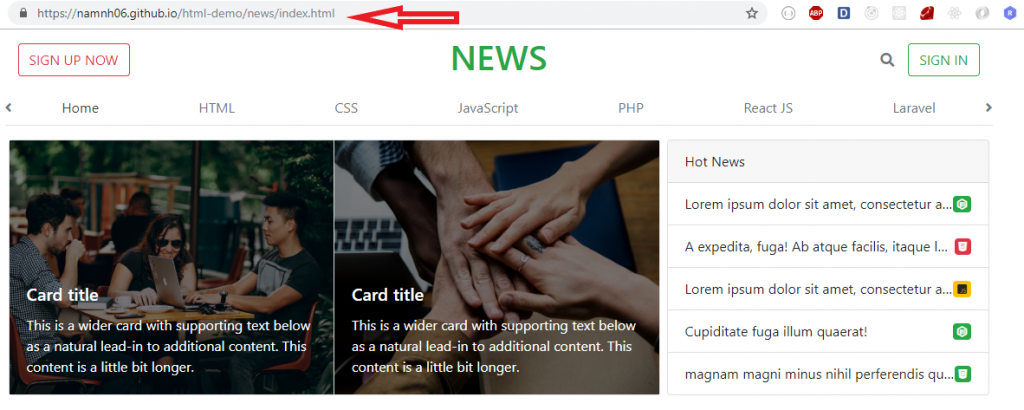 https://namnh06.github.io/html-demo/news/index.html
ABP
SIGN UP NOW
NEWS
SIGN IN
Home HTML CSS JavaScript PHP React JS Laravel
Card title
This is a wider card with supporting text below
as a natural lead-in to additional content. This
content is a little bit longer.
Card title
This is a wider card with supporting text below
as a natural lead-in to additional content. This
content is a little bit longer.
Hot News
Lorem ipsum dolor sit amet, consectetur a...
A expedita, fuga! Ab atque facilis, itaque l...
Lorem ipsum dolor sit amet, consectetur a...
Cupiditate fuga illum quaerat!
magnam magni minus nihil perferendis qu...